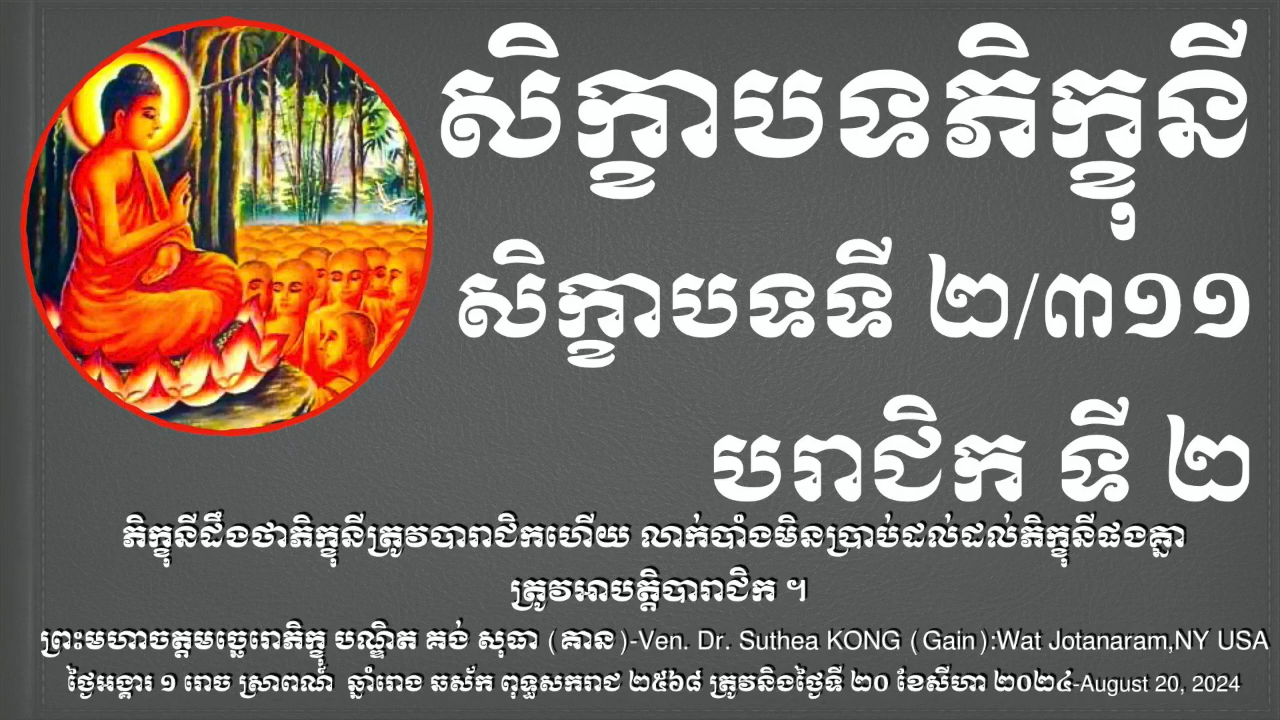 សិក្ខាបទភិក្ខុនី
សិក្ខាបទទី ២/៣១១
បរាជិក ទី ២
ភិក្ខុនីដឹងថាភិក្ខុនីត្រូវបារាជិកហើយ លាក់បាំងមិនប្រាប់ដល់ដល់ភិក្ខុនីផងគ្នា
ត្រូវអាបត្តិបារាជិក ។
ព្រះមហាចត្តមច្ឆេរោភិក្ខុ បណ្ឌិត គង់ សុធា (គាន)-Ven. Dr. Suthea KONG (Gain):Wat Jotanaram,NY USA
ថ្ងៃអង្គារ ១ រោច ស្រាពណ៍ ឆ្នាំរោង ឆស័ក ពុទ្ធសករាជ ២៥៦៨ ត្រូវនិងថ្ងៃទី ២០ ខែសីហា ២០២៤-August 20, 2024